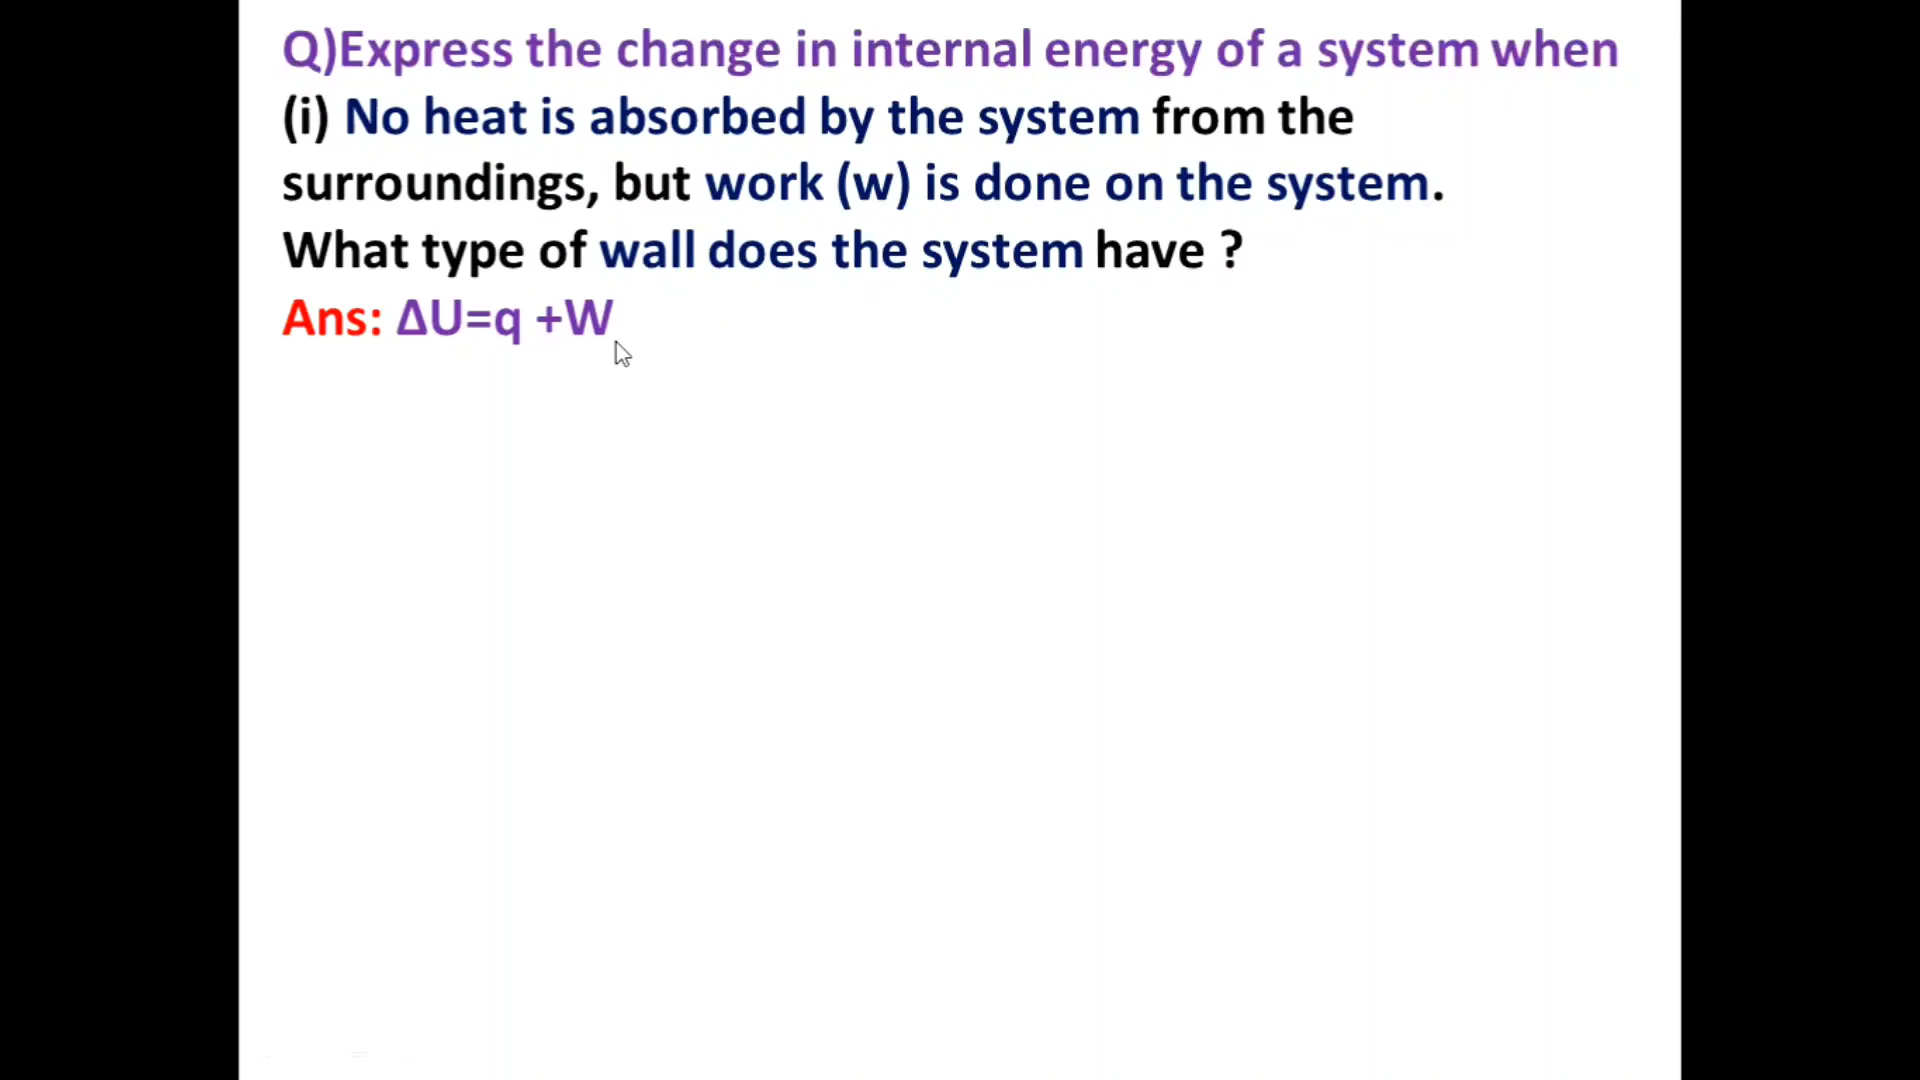 Q)Express the change in internal energy of a system when
(i) No heat is absorbed by the system from the
surroundings, but work (w) is done on the system.
What type of wall does the system have ?
Ans: ΔU=q +W